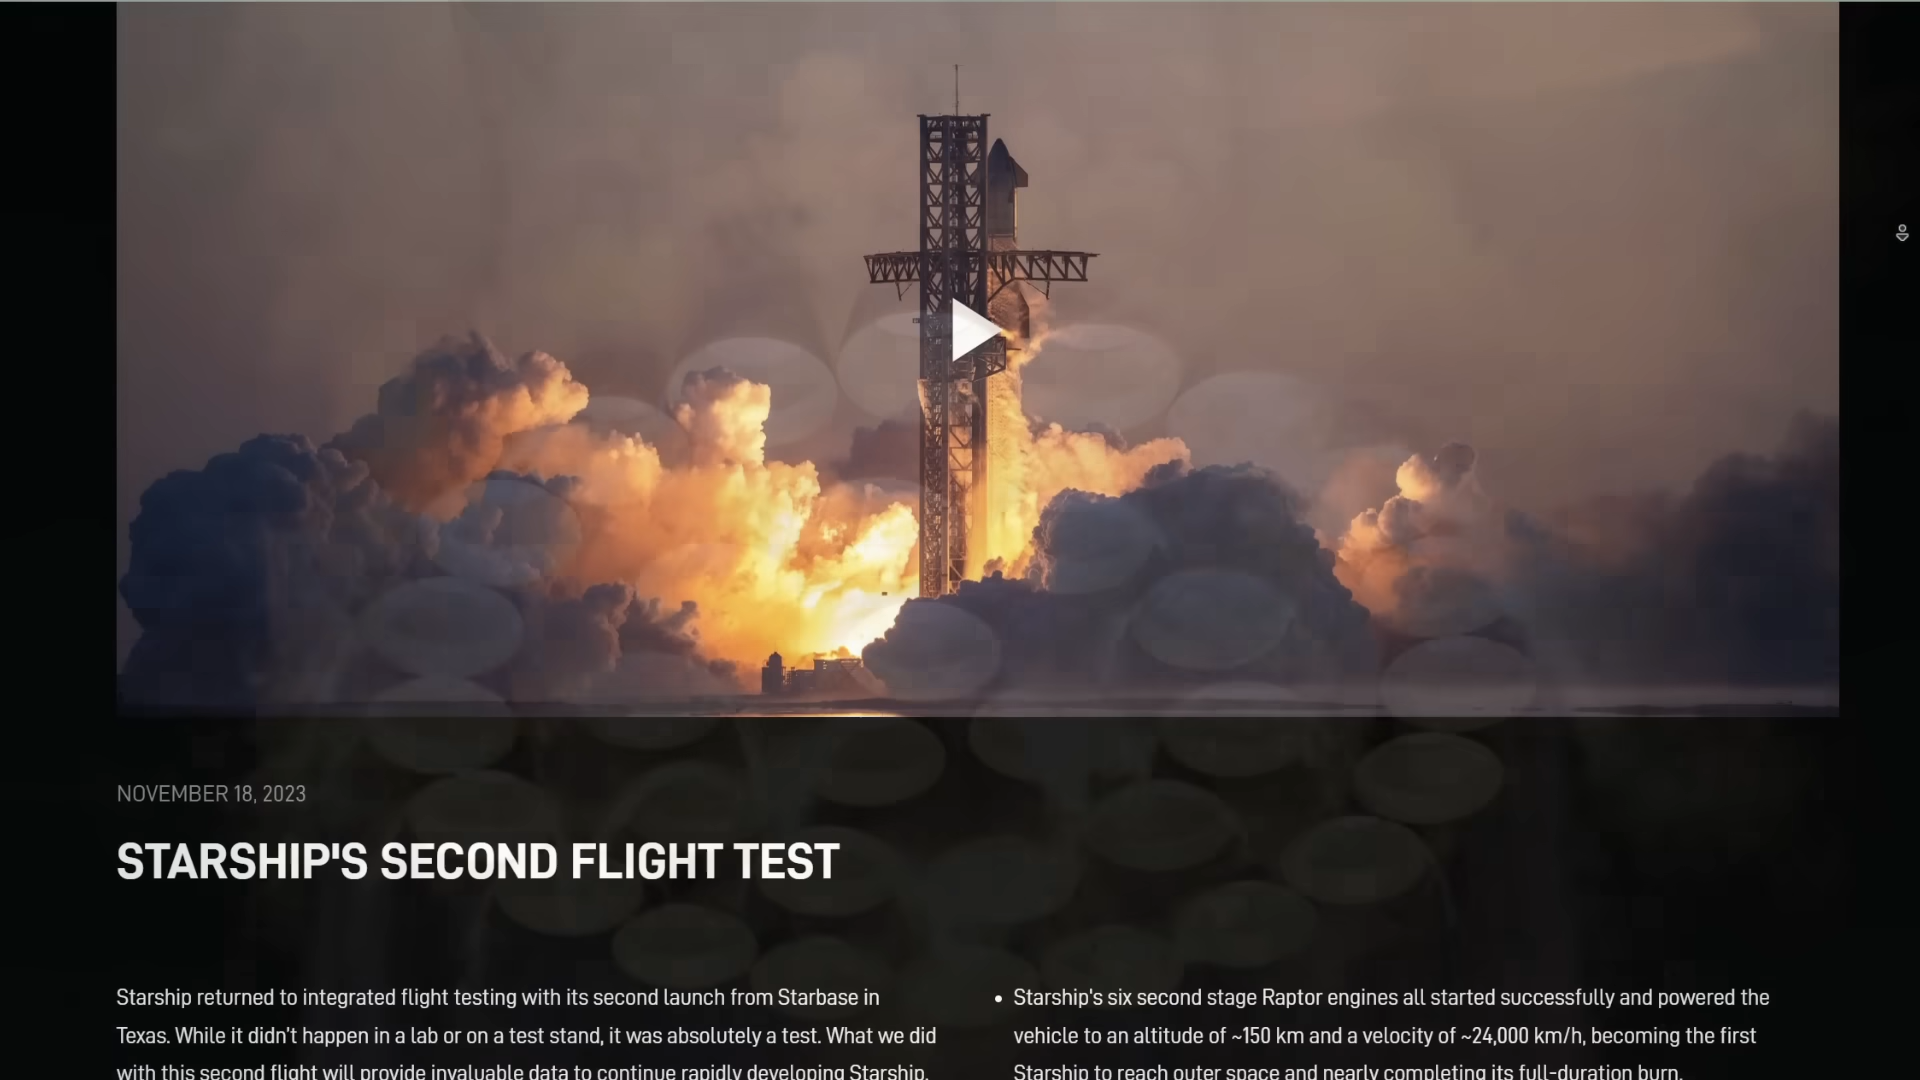 NOVEMBER 18, 2023
STARSHIP'S SECOND FLIGHT TEST
Starship returned to integrated flight testing with its second launch from Starbase in
Texas. While it didn't happen in a lab or on a test stand, it was absolutely a test. What we did
with this second flight will provide invaluable data to continue rapidly developing Starship.
• Starship's six second stage Raptor engines all started successfully and powered the
vehicle to an altitude of ~150 km and a velocity of ~24,000 km/h, becoming the first
Starship to reach outer space and nearly completing its full-duration burn.